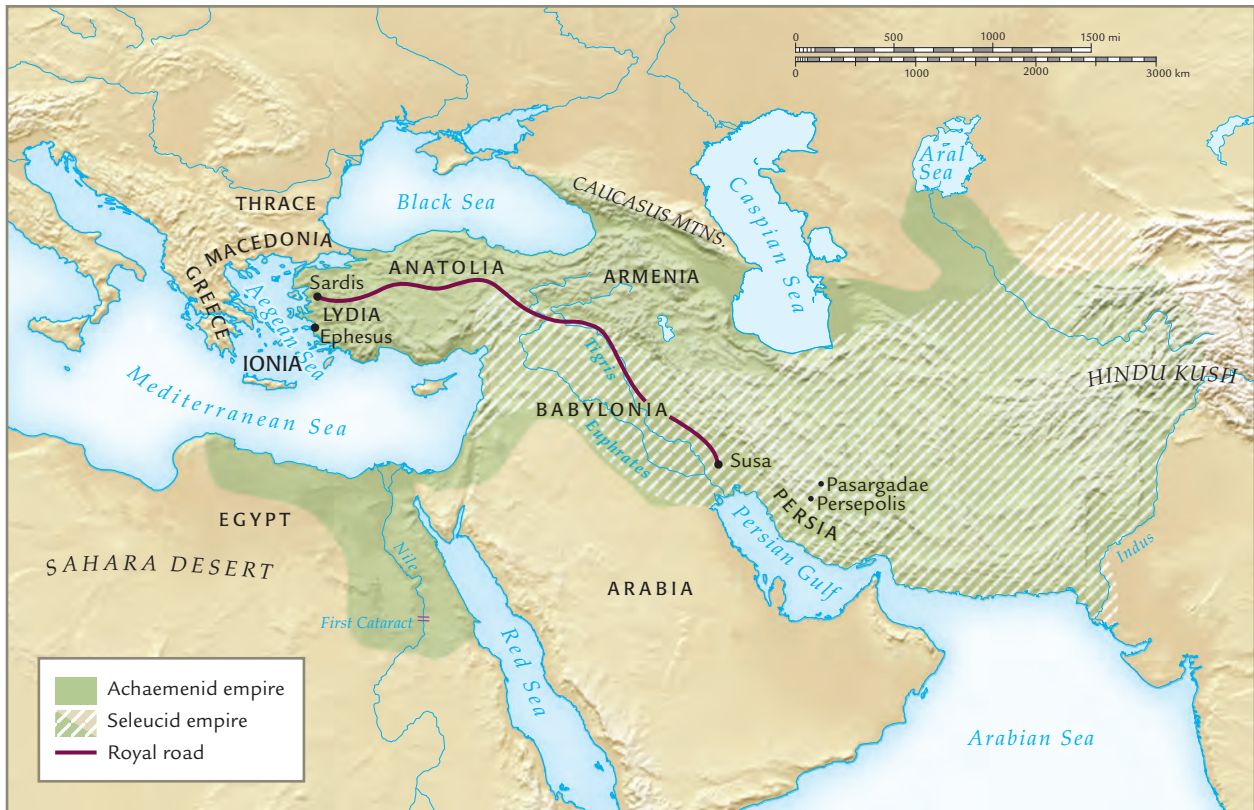 0 500 1000 1500 mi
0 1000 2000 3000 km
Aral
Sea
CAUCASUS MTNS.
Caspian Sea
Black Sea
THRACE
MACEDONIA
GREECE
Aegean Sea
ANATOLIA
ARMENIA
Sardis
LYDIA
Ephesus
IONIA
Mediterranean Sea
Tigris
BABYLONIA
Euphrates
HINDU KUSH
Susa
Pasargadae
Persepolis
PERSIA
Persian Gulf
Indus
EGYPT
SAHARA DESERT
Nile
First Cataract
ARABIA
Red Sea
Arabian Sea
Achaemenid empire
Seleucid empire
Royal road